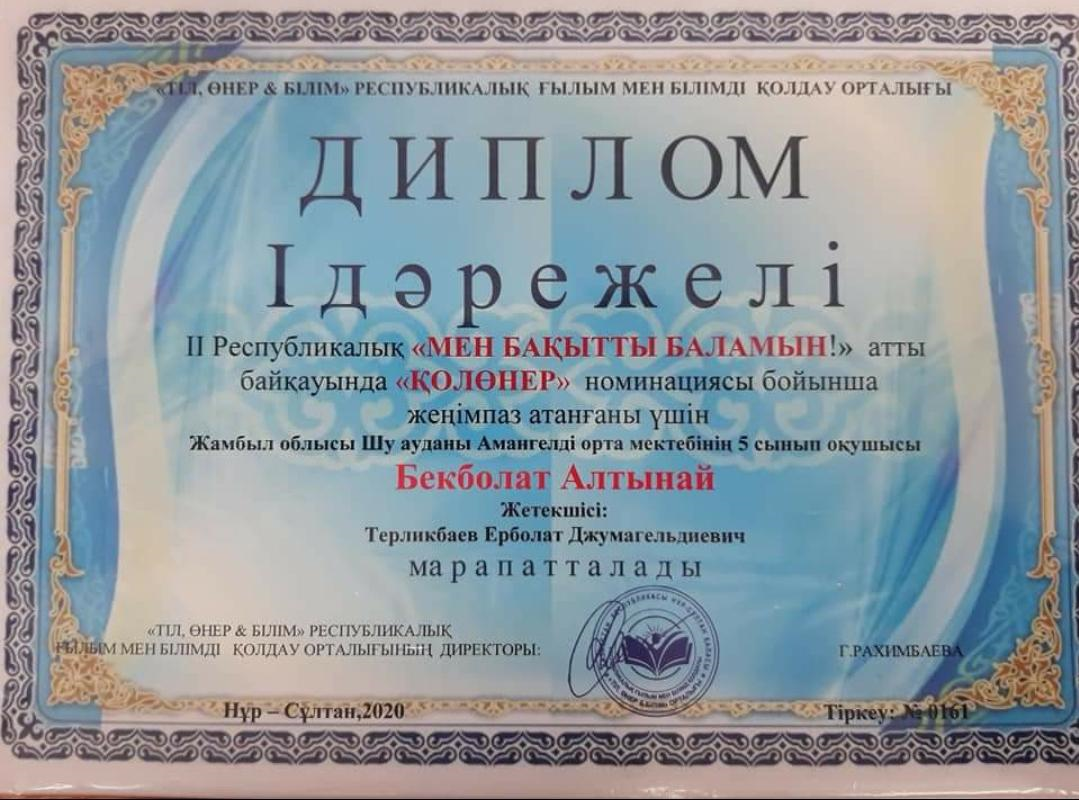 «ТІЛ, ӨНЕР & БІЛІМ» РЕСПУБЛИКАЛЫҚ ҒЫЛЫМ МЕН БІЛІМДІ ҚОЛДАУ ОРТАЛЫҒЫ
ДИПЛОМ
І дәрежелі
ІІ Республикалық «МЕН БАҚЫТТЫ БАЛАМЫН!» атты
байқауында «ҚОЛӨНЕР» номинациясы бойынша
жеңімпаз атанғаны үшін
Жамбыл облысы Шу ауданы Амангелді орта мектебінің 5 сынып оқушысы
Бекболат Алтынай
Жетекшісі:
Терликбаев Ерболат Джумагельдиевич
марапатталады
«ТІЛ, ӨНЕР & БІЛІМ» РЕСПУБЛИКАЛЫҚ
ҒЫЛЫМ МЕН БІЛІМДІ ҚОЛДАУ ОРТАЛЫҒЫНЫҢ ДИРЕКТОРЫ:
Г.РАХИМБАЕВА
Нұр – Сұлтан,2020
Тіркеу: № 0161